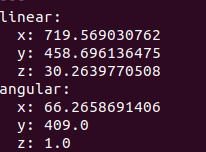 linear:
  x: 719.569030762
  y: 458.696136475
  z: 30.2639770508
angular:
  x: 66.2658691406
  y: 409.0
  z: 1.0